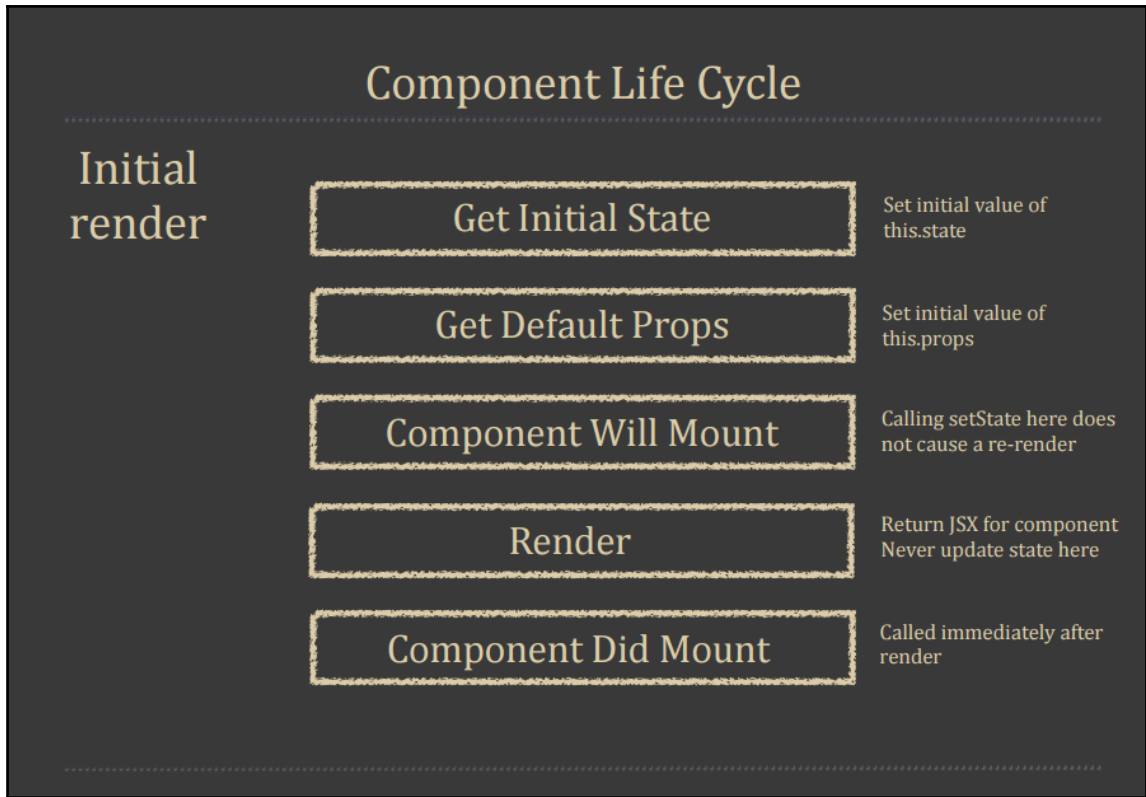 Component Life Cycle
Initial
render
Get Initial State
Set initial value of
this.state
Get Default Props
Set initial value of
this.props
Component Will Mount
Calling setState here does
not cause a re-render
Render
Return JSX for component
Never update state here
Component Did Mount
Called immediately after
render